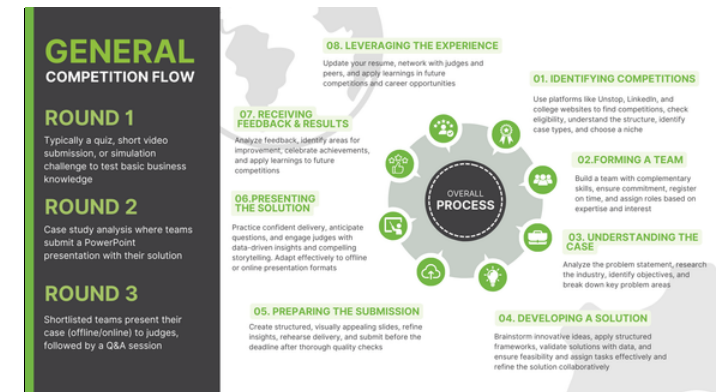 GENERAL
COMPETITION FLOW
ROUND 1
Typically a quiz, short video
submission, or simulation
challenge to test basic business
knowledge
ROUND 2
Case study analysis where teams
submit a PowerPoint
presentation with their solution
ROUND 3
Shortlisted teams present their
case (offline/online) to judges,
followed by a Q&A session
OVERALL
PROCESS
01. IDENTIFYING COMPETITIONS
Use platforms like Unstop, LinkedIn, and
college websites to find competitions, check
eligibility, understand the structure, identify
case types, and choose a niche
02.FORMING A TEAM
Build a team with complementary
skills, ensure commitment, register
on time, and assign roles based on
expertise and interest
03. UNDERSTANDING THE
CASE
Analyze the problem statement, research
the industry, identify objectives, and
break down key problem areas
04. DEVELOPING A SOLUTION
Brainstorm innovative ideas, apply structured
frameworks, validate solutions with data, and
ensure feasibility and assign tasks effectively and
refine the solution collaboratively
05. PREPARING THE SUBMISSION
Create structured, visually appealing slides, refine
insights, rehearse delivery, and submit before the
deadline after thorough quality checks
06.PRESENTING
THE SOLUTION
Practice confident delivery, anticipate
questions, and engage judges with
data-driven insights and compelling
storytelling. Adapt effectively to offline
or online presentation formats
07. RECEIVING
FEEDBACK & RESULTS
Analyze feedback, identify areas for
improvement, celebrate achievements,
and apply learnings to future
competitions
08. LEVERAGING THE EXPERIENCE
Update your resume, network with judges and
peers, and apply learnings in future
competitions and career opportunities